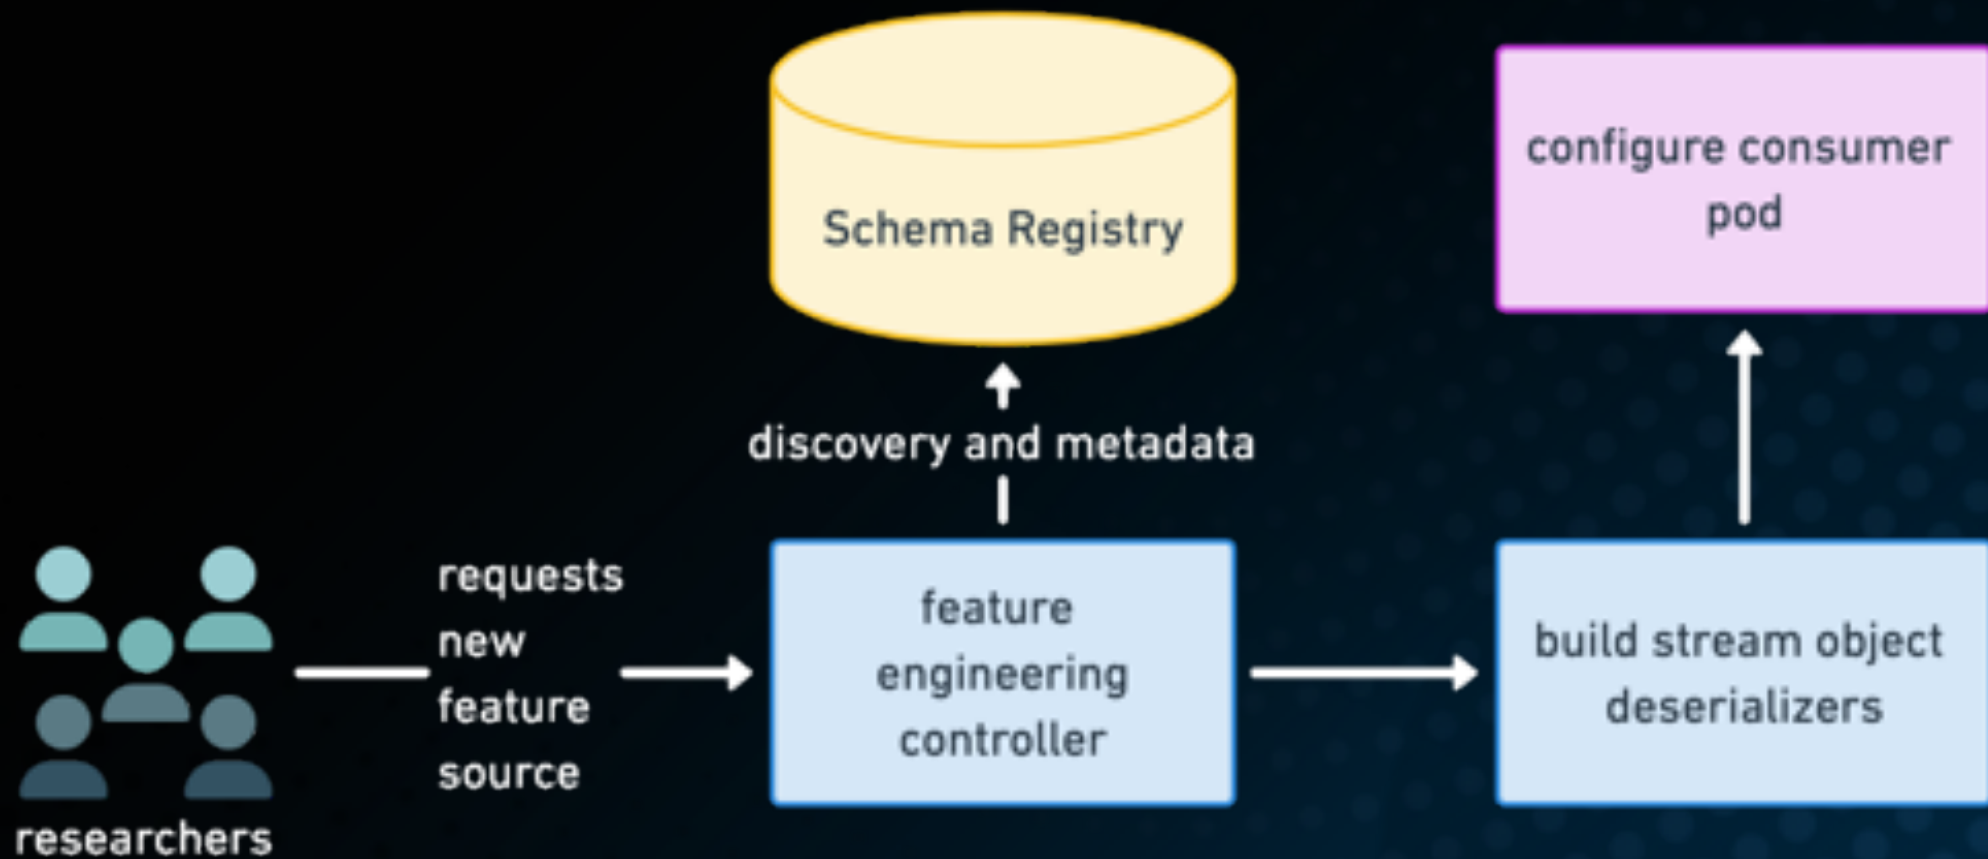 Schema Registry
configure consumer
pod
discovery and metadata
requests
new
feature
source
feature
engineering
controller
build stream object
deserializers
researchers